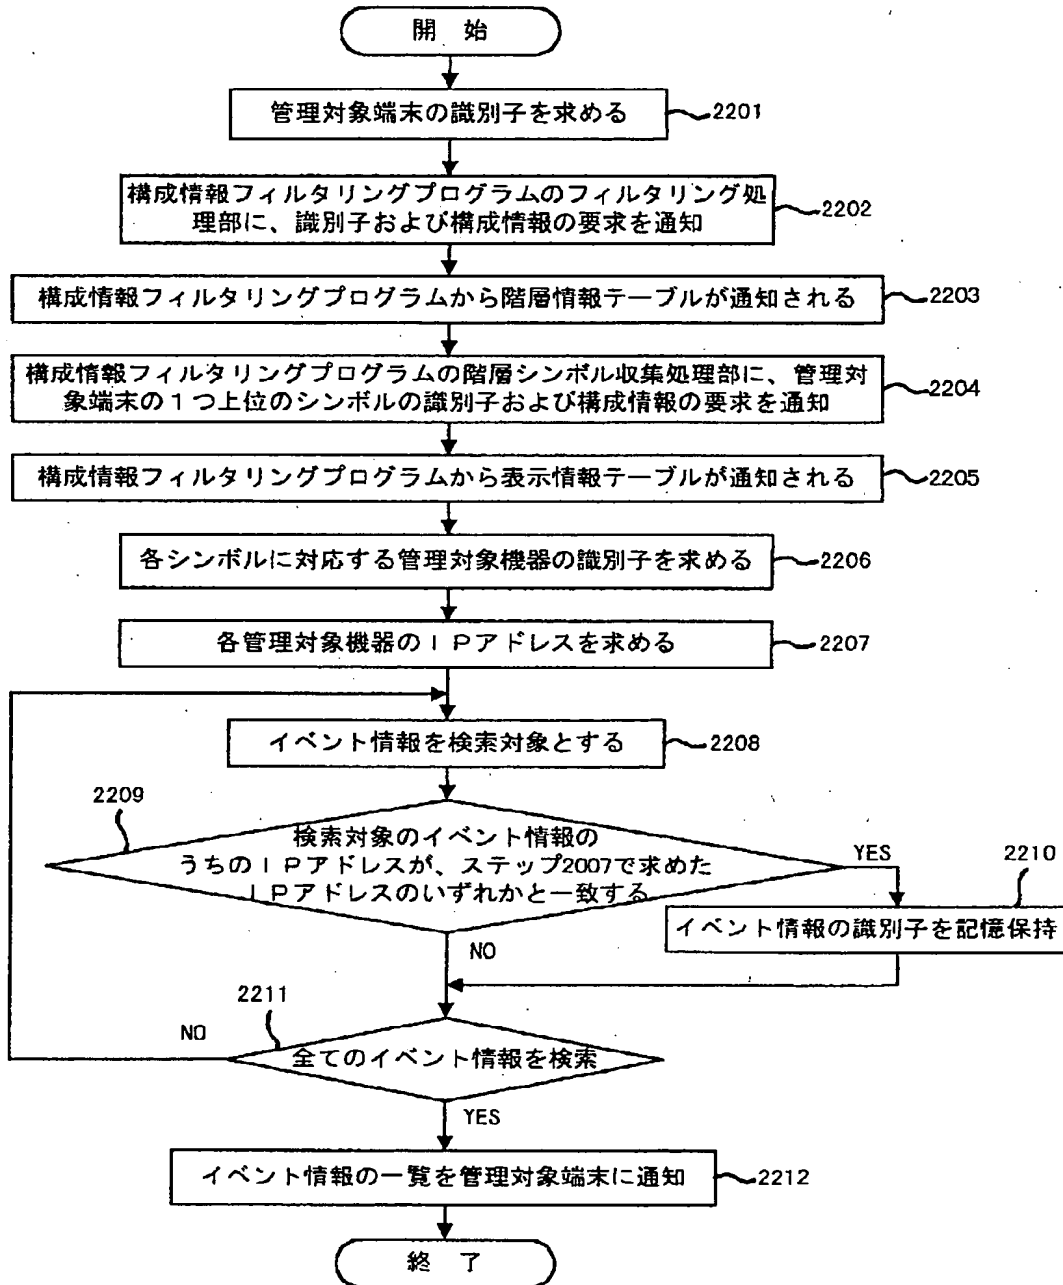 開 始
管理対象端末の識別子を求める
2201
構成情報フィルタリングプログラムのフィルタリング処
理部に、識別子および構成情報の要求を通知
2202
構成情報フィルタリングプログラムから階層情報テーブルが通知される
2203
構成情報フィルタリングプログラムの階層シンボル収集処理部に、管理対
象端末の1つ上位のシンボルの識別子および構成情報の要求を通知
2204
構成情報フィルタリングプログラムから表示情報テーブルが通知される
2205
各シンボルに対応する管理対象機器の識別子を求める
2206
各管理対象機器のIPアドレスを求める
2207
イベント情報を検索対象とする
2208
2209
検索対象のイベント情報の
うちのIPアドレスが、ステップ2007で求めた
IPアドレスのいずれかと一致する
YES
2210
イベント情報の識別子を記憶保持
NO
2211
NO
全てのイベント情報を検索
YES
イベント情報の一覧を管理対象端末に通知
2212
終 了